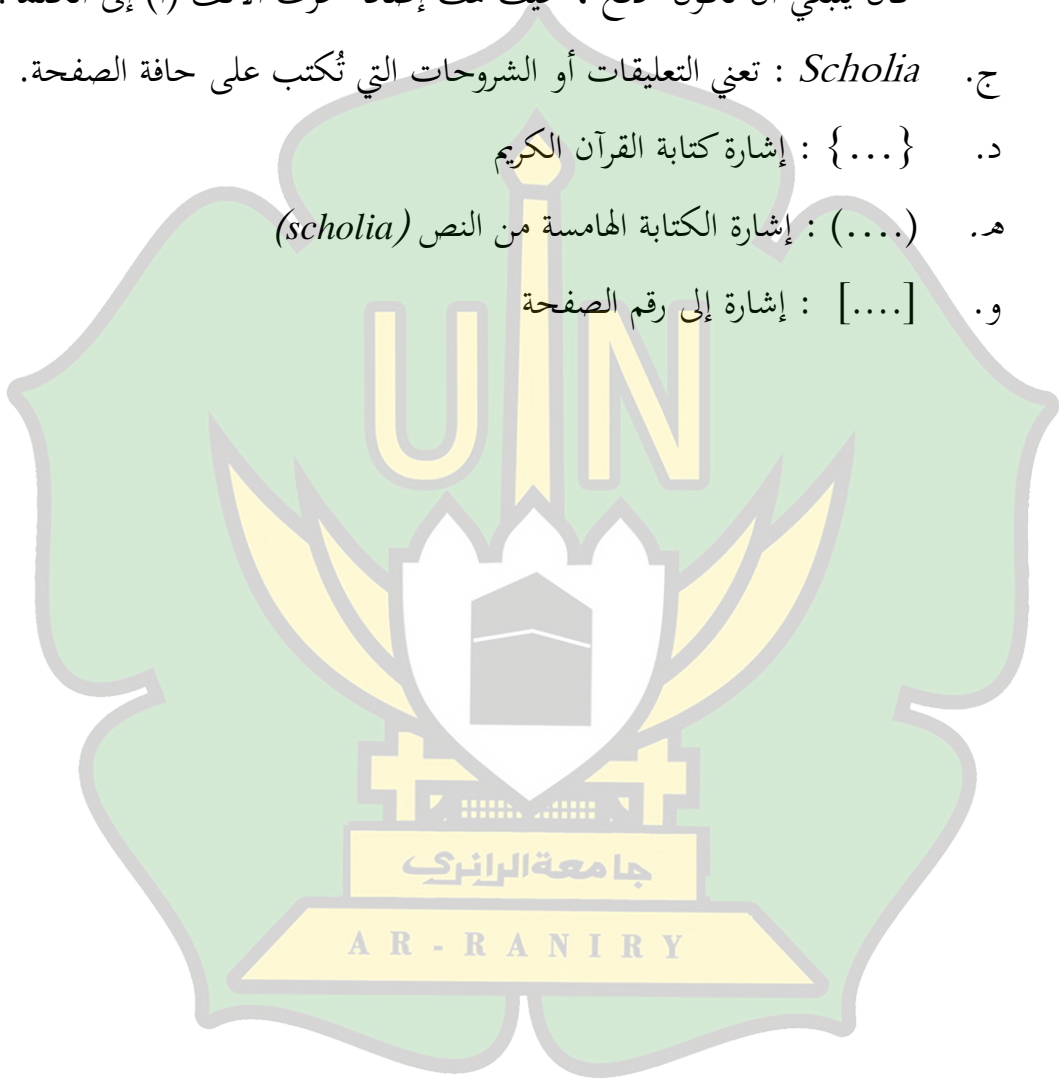 ج. Scholia : تعني التعليقات أو الشروحات التي تُكتب على حافة الصفحة.
د. {...} : إشارة كتابة القرآن الكريم
هـ. (....) : إشارة الكتابة الهامسة من النص (scholia)
و. [....] : إشارة إلى رقم الصفحة
UIN
جامعة الرانري
AR-RANIRY